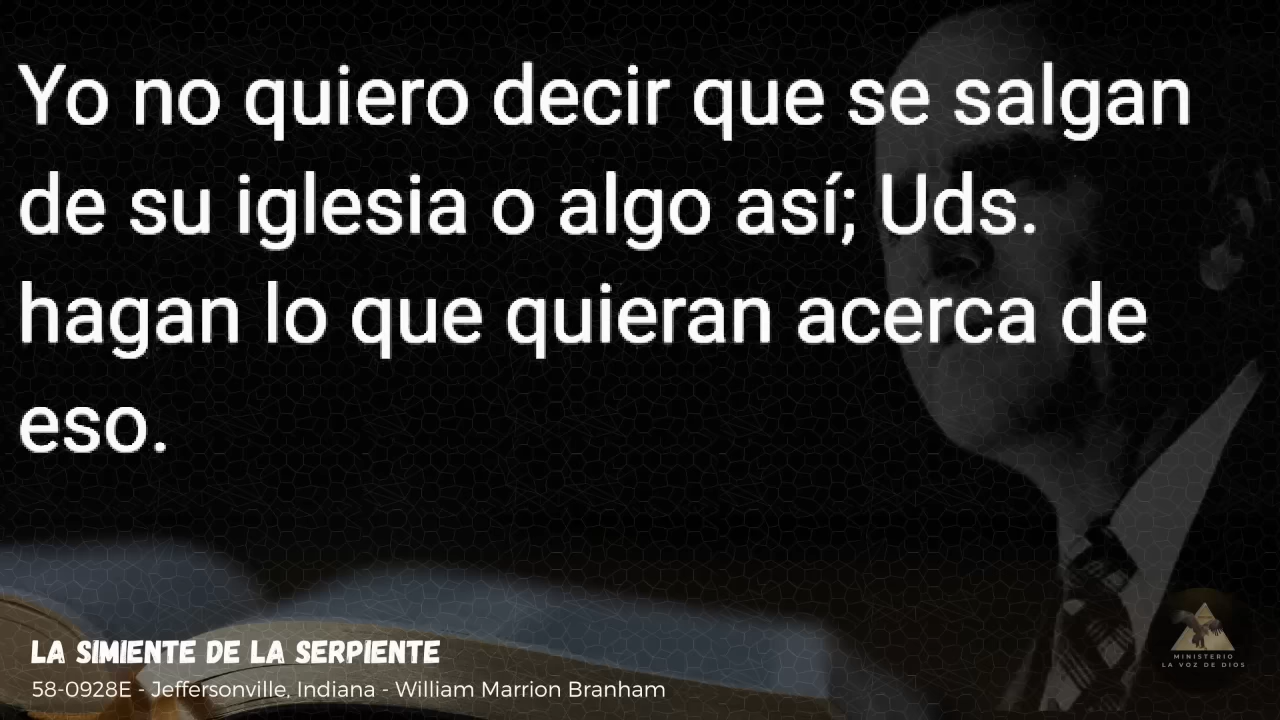 Yo no quiero decir que se salgan
de su iglesia o algo así; Uds.
hagan lo que quieran acerca de
eso.
LA SIMIENTE DE LA SERPIENTE
58-0928E - Jeffersonville, Indiana - William Marrion Branham
MINISTERIO
LA VOZ DE DIOS